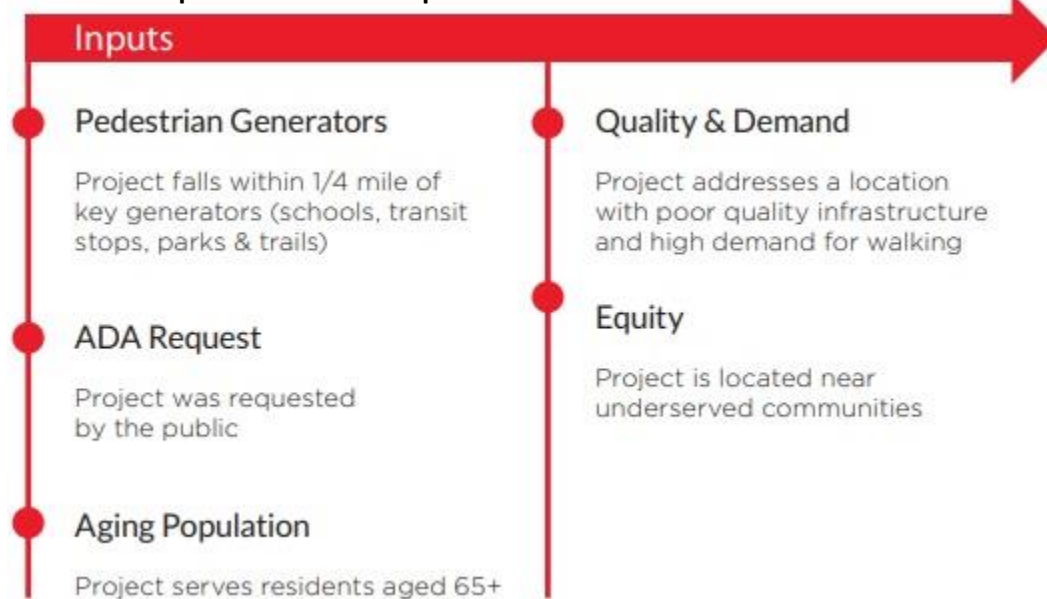 Inputs
Pedestrian Generators
Project falls within 1/4 mile of
key generators (schools, transit
stops, parks & trails)
ADA Request
Project was requested
by the public
Aging Population
Project serves residents aged 65+
Quality & Demand
Project addresses a location
with poor quality infrastructure
and high demand for walking
Equity
Project is located near
underserved communities